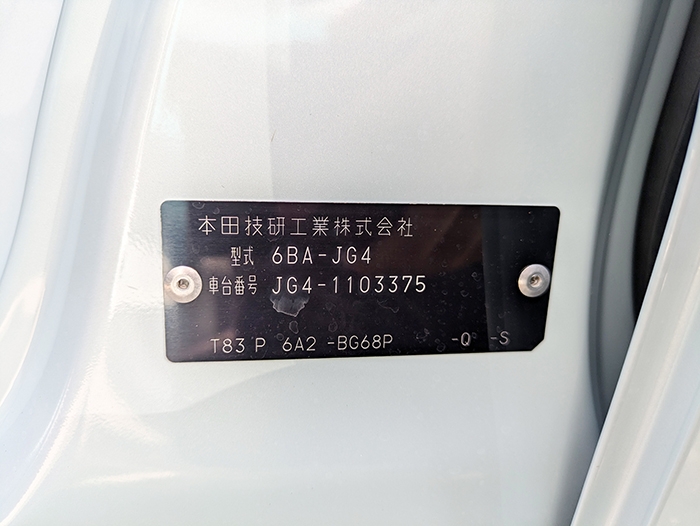 本田技研工業株式会社
型式 6BA-JG4
車台番号 JG4-1103375
T83 P 6A2 -BG68P -Q -S